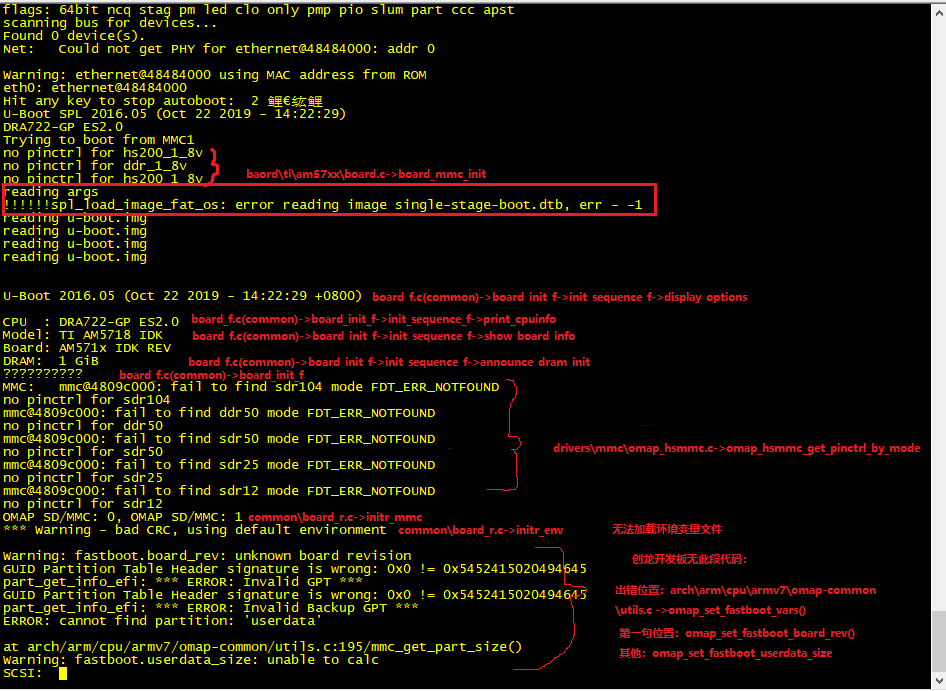 flags: 64bit ncq stag pm led clo only pmp pio slum part ccc apst
scanning bus for devices...
Found 0 device(s).
Net:   Could not get PHY for ethernet@48484000: addr 0
Warning: ethernet@48484000 using MAC address from ROM
eth0: ethernet@48484000
Hit any key to stop autoboot:  2 鲤€纮鲤
U-Boot SPL 2016.05 (Oct 22 2019 - 14:22:29)
DRA722-GP ES2.0
Trying to boot from MMC1
no pinctrl for hs200_1_8v
no pinctrl for ddr_1_8v
no pinctrl for hs200_1_8v
baord\ti\am57xx\board.c->board_mmc_init
reading args
!!!!!!spl_load_image_fat_os: error reading image single-stage-boot.dtb, err - -1
reading u-boot.img
reading u-boot.img
reading u-boot.img
reading u-boot.img
U-Boot 2016.05 (Oct 22 2019 - 14:22:29 +0800) board f.c(common)->board init f->init sequence f->display options
CPU  : DRA722-GP ES2.0 board_f.c(common)->board_init_f->init_sequence_f->print_cpuinfo
Model: TI AM5718 IDK board f.c(common)->board init f->init sequence f->show board info
Board: AM571x IDK REV
DRAM:  1 GiB board f.c(common)->board init f->init sequence f->announce dram init
?????????? board f.c(common)->board_init f
MMC:   mmc@4809c000: fail to find sdr104 mode FDT_ERR_NOTFOUND
no pinctrl for sdr104
mmc@4809c000: fail to find ddr50 mode FDT_ERR_NOTFOUND
no pinctrl for ddr50
mmc@4809c000: fail to find sdr50 mode FDT_ERR_NOTFOUND
no pinctrl for sdr50
drivers\mmc\omap_hsmmc.c->omap_hsmmc_get_pinctrl_by_mode
mmc@4809c000: fail to find sdr25 mode FDT_ERR_NOTFOUND
no pinctrl for sdr25
mmc@4809c000: fail to find sdr12 mode FDT_ERR_NOTFOUND
no pinctrl for sdr12
OMAP SD/MMC: 0, OMAP SD/MMC: 1 common\board_r.c->initr_mmc
*** Warning - bad CRC, using default environment common\board_r.c->initr_env 无法加载环境变量文件
Warning: fastboot.board_rev: unknown board revision
创龙开发板无此段代码：
GUID Partition Table Header signature is wrong: 0x0 != 0x5452415020494645
part_get_info_efi: *** ERROR: Invalid GPT ***
GUID Partition Table Header signature is wrong: 0x0 != 0x5452415020494645
出错位置：arch\arm\cpu\armv7\omap-common
part_get_info_efi: *** ERROR: Invalid Backup GPT ***
\utils.c ->omap_set_fastboot_vars()
ERROR: cannot find partition: 'userdata'
第一句位置：omap_set_fastboot_board_rev()
at arch/arm/cpu/armv7/omap-common/utils.c:195/mmc_get_part_size()
其他：omap_set_fastboot_userdata_size
Warning: fastboot.userdata_size: unable to calc
SCSI: